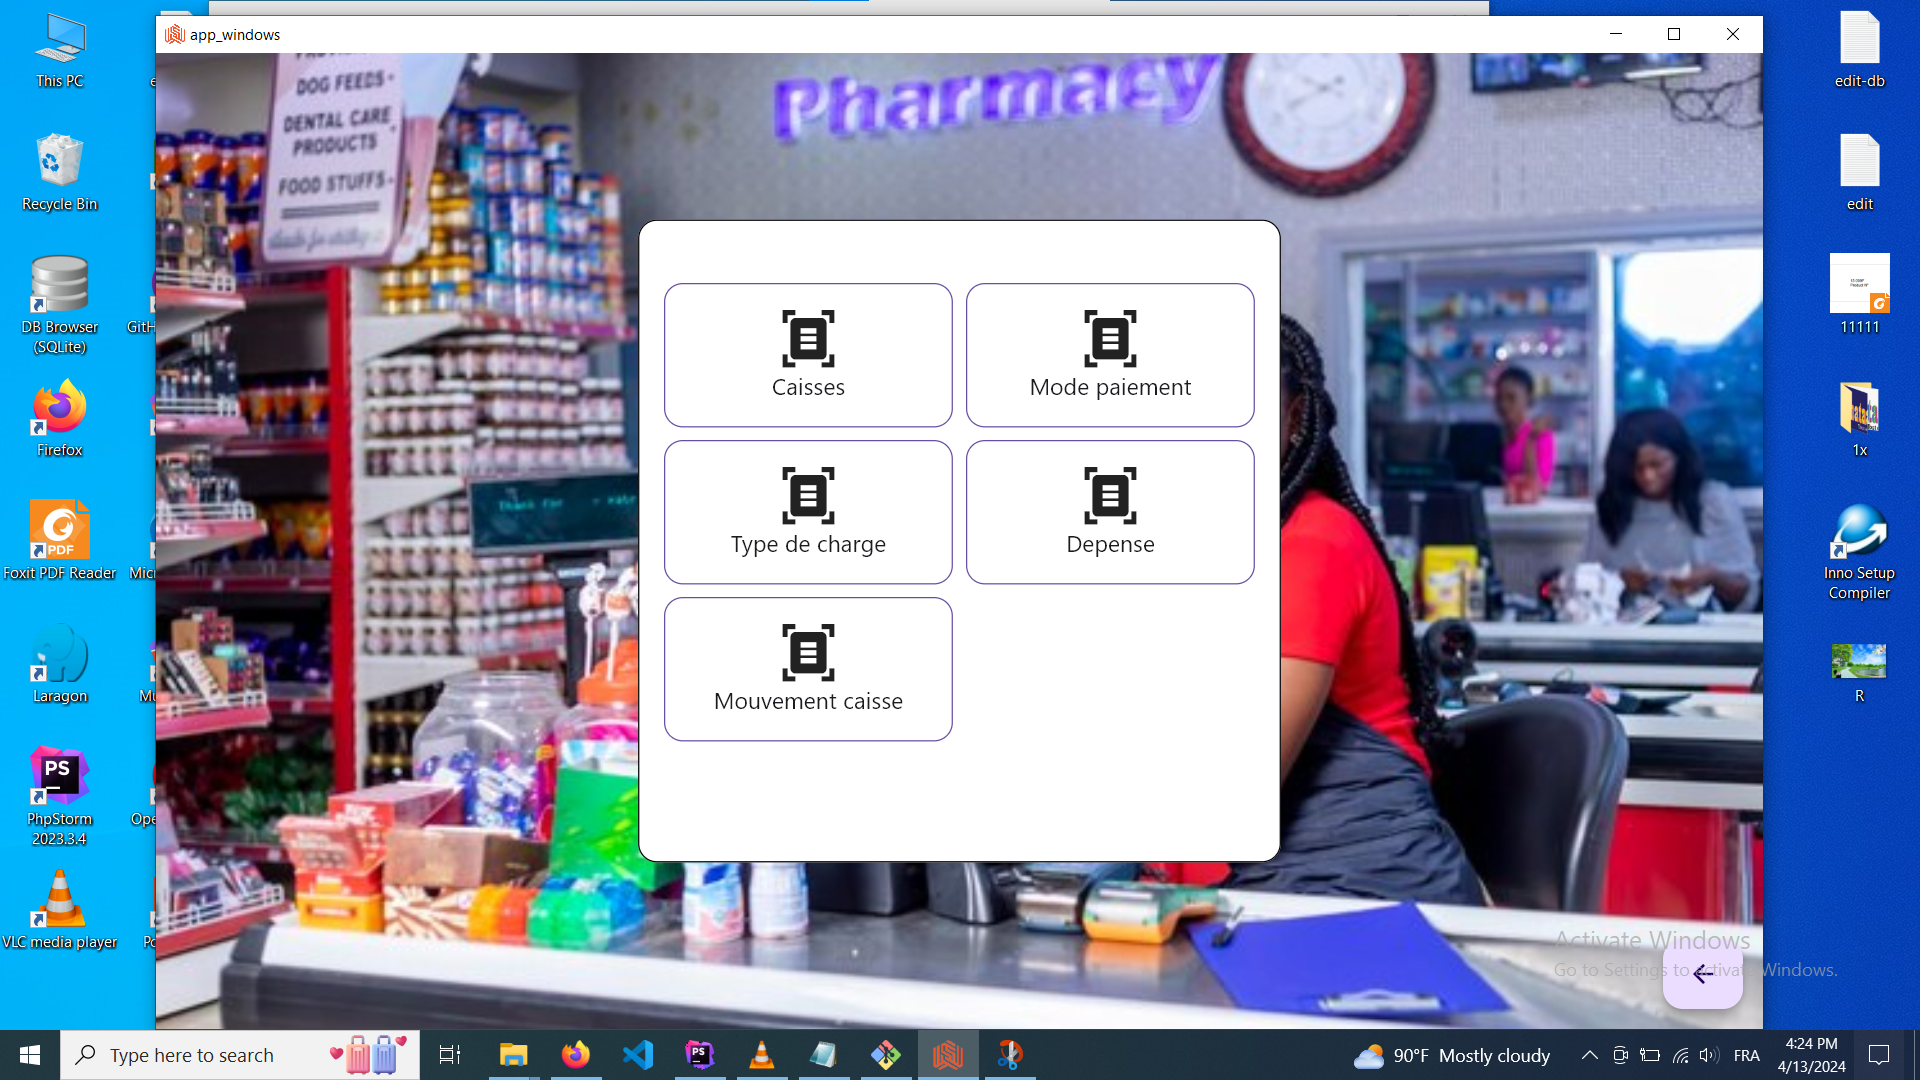 This PC
Recycle Bin
DB Browser
(SQLite)
Firefox
Foxit PDF Reader
Laragon
PhpStorm
2023.3.4
VLC media player
app_windows
DOG FEEDS
DENTAL CARE
PRODUCTS
FOOD STUFFS
Pharmacy
Caisses
Mode paiement
Type de charge
Depense
Mouvement caisse
edit-db
edit
11111
1x
Inno Setup
Compiler
R
Activate Windows
Go to Settings to activate Windows.
Type here to search
90°F Mostly cloudy
FRA
4:24 PM
4/13/2024